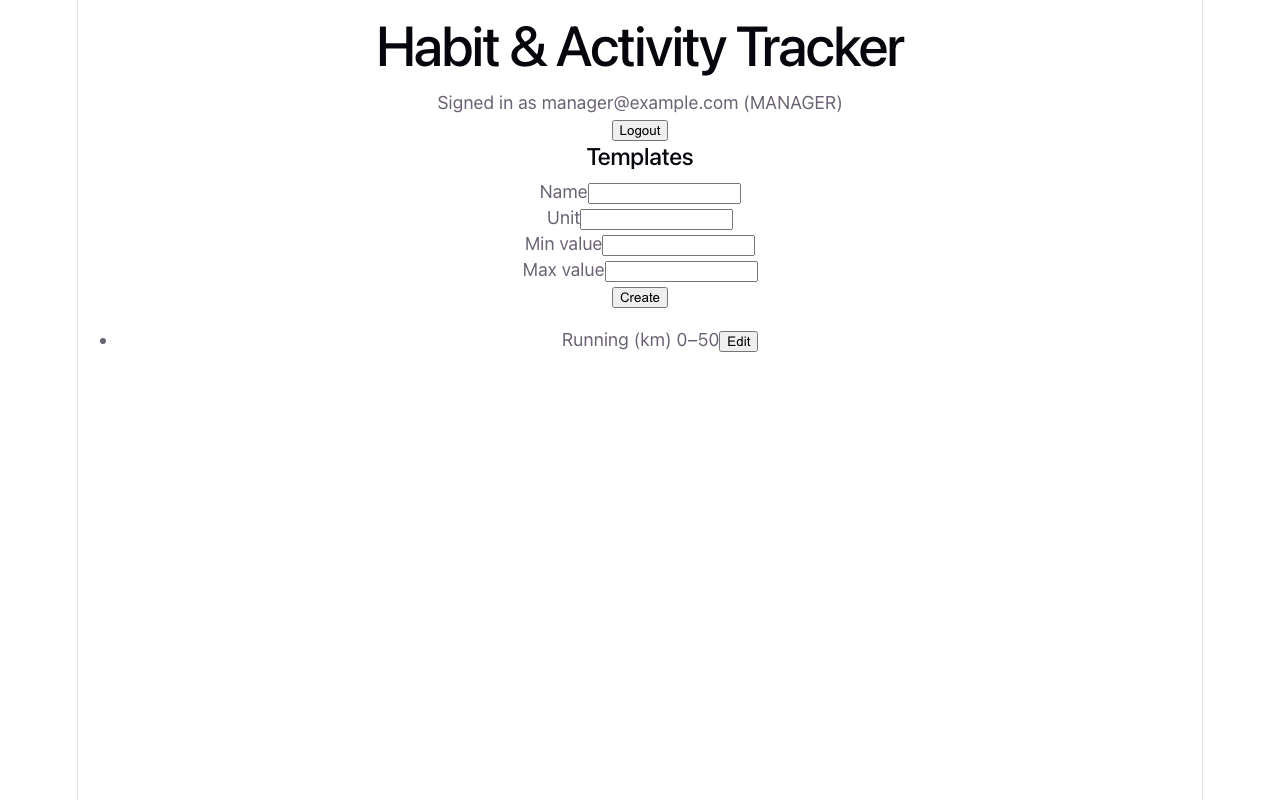 Habit & Activity Tracker
Signed in as manager@example.com (MANAGER)
Logout
Templates
Name
Unit
Min value
Max value
Create
Running (km) 0–50 Edit